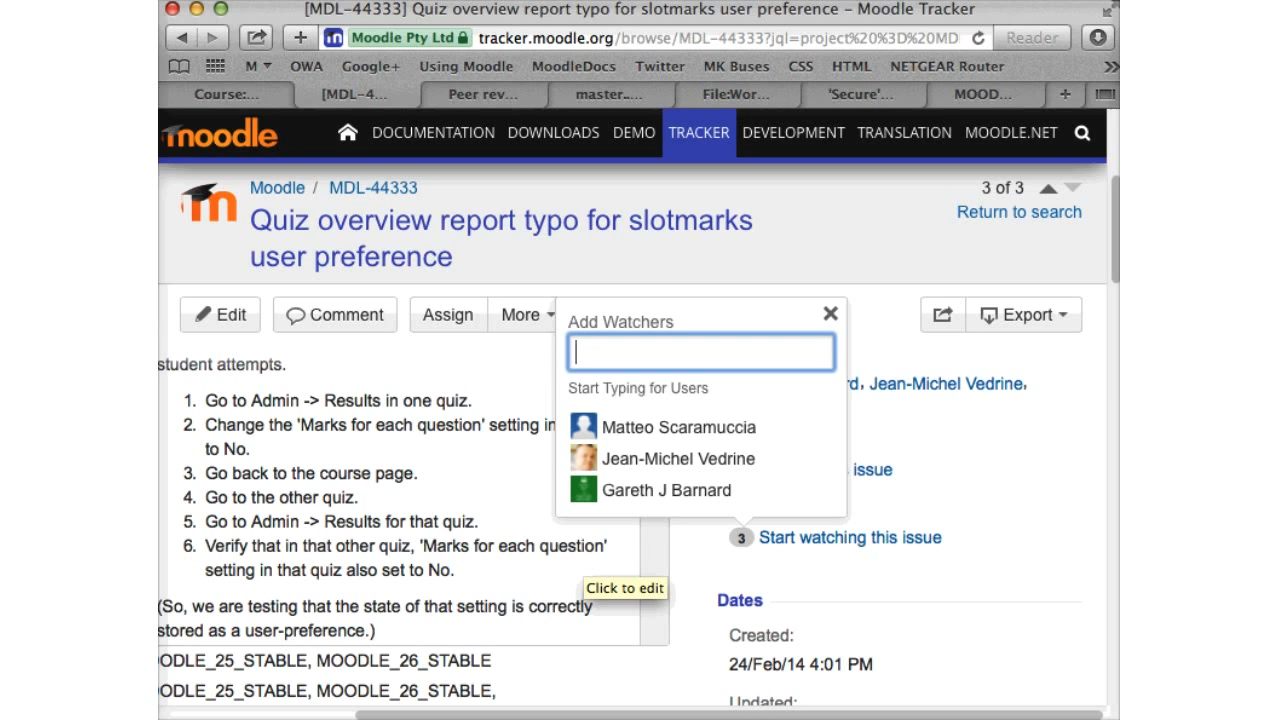 [MDL-44333] Quiz overview report typo for slotmarks user preference – Moodle Tracker
Moodle Pty Ltd tracker.moodle.org/browse/MDL-44333?jql=project%20%3D%20MD Reader
M OWA Google+ Using Moodle MoodleDocs Twitter MK Buses CSS HTML NETGEAR Router
Course:... [MDL-4... Peer rev... master.... File:Wor... 'Secure'... MOOD...
moodle DOCUMENTATION DOWNLOADS DEMO TRACKER DEVELOPMENT TRANSLATION MOODLE.NET
Moodle / MDL-44333 3 of 3
Quiz overview report typo for slotmarks
user preference
Return to search
Edit Comment Assign More Export
Add Watchers
Start Typing for Users
Matteo Scaramuccia
Jean-Michel Vedrine
Gareth J Barnard
student attempts.
1. Go to Admin -> Results in one quiz.
2. Change the 'Marks for each question' setting in
to No.
3. Go back to the course page.
4. Go to the other quiz.
5. Go to Admin -> Results for that quiz.
6. Verify that in that other quiz, 'Marks for each question'
setting in that quiz also set to No.
Click to edit
(So, we are testing that the state of that setting is correctly
stored as a user-preference.)
ODLE_25_STABLE, MOODLE_26_STABLE
ODLE_25_STABLE, MOODLE_26_STABLE,
rd, Jean-Michel Vedrine,
issue
3 Start watching this issue
Dates
Created:
24/Feb/14 4:01 PM
Updated: